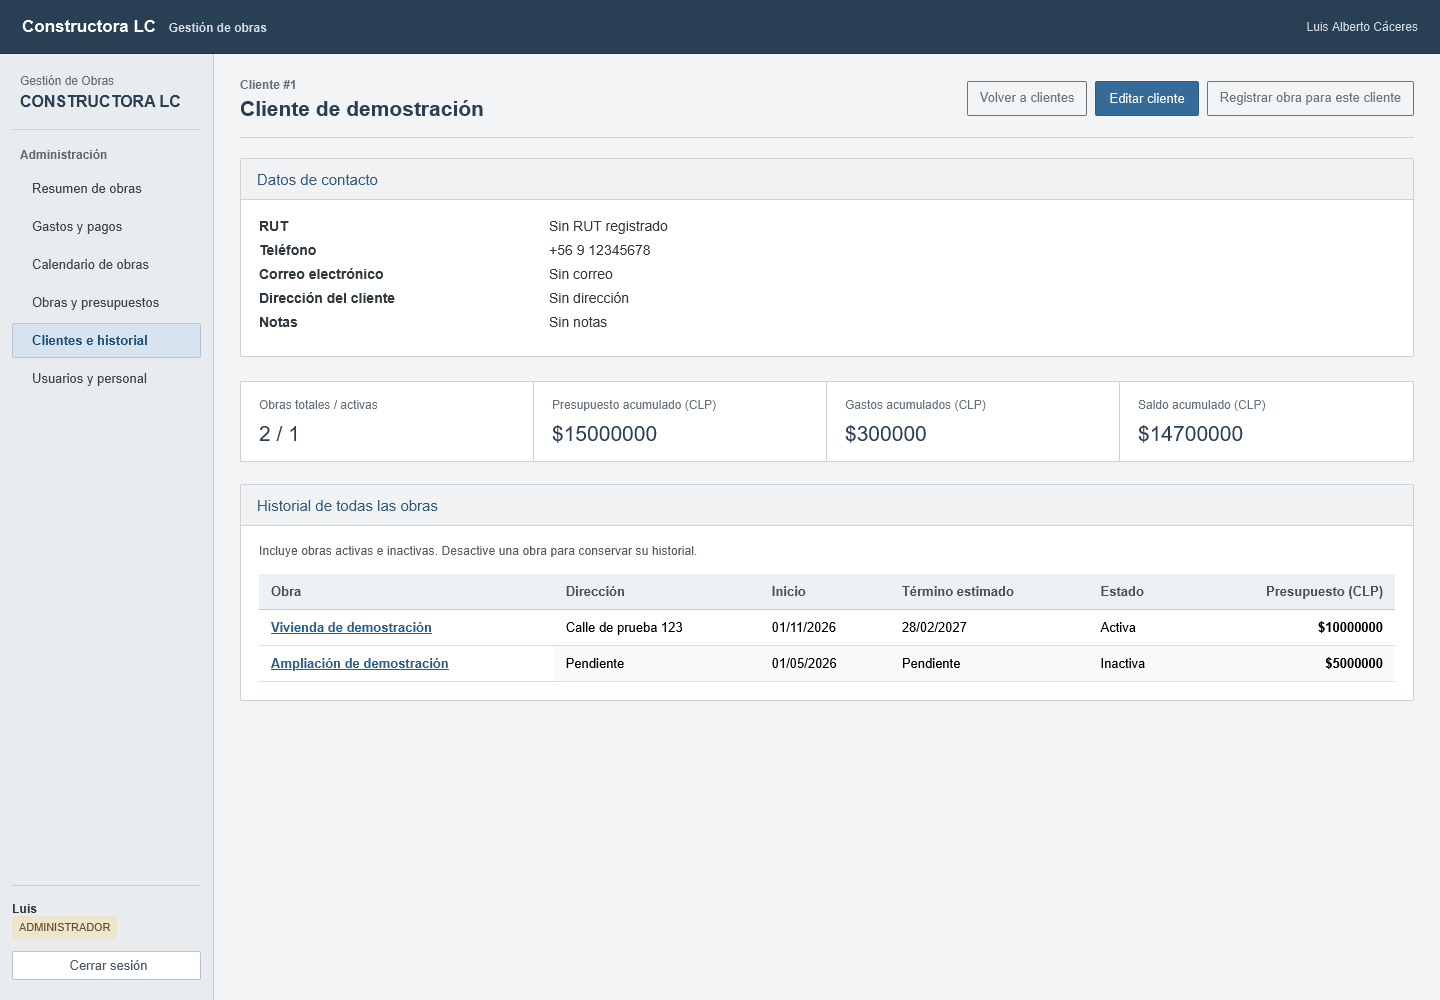 Constructora LC Gestión de obras Luis Alberto Cáceres
Gestión de Obras
CONSTRUCTORA LC
Administración
Resumen de obras
Gastos y pagos
Calendario de obras
Obras y presupuestos
Clientes e historial
Usuarios y personal
Luis
ADMINISTRADOR
Cerrar sesión
Cliente #1
Cliente de demostración
Volver a clientes Editar cliente Registrar obra para este cliente
Datos de contacto
RUT Sin RUT registrado
Teléfono +56 9 12345678
Correo electrónico Sin correo
Dirección del cliente Sin dirección
Notas Sin notas
Obras totales / activas Presupuesto acumulado (CLP) Gastos acumulados (CLP) Saldo acumulado (CLP)
2 / 1 $15000000 $300000 $14700000
Historial de todas las obras
Incluye obras activas e inactivas. Desactive una obra para conservar su historial.
Obra Dirección Inicio Término estimado Estado Presupuesto (CLP)
Vivienda de demostración Calle de prueba 123 01/11/2026 28/02/2027 Activa $10000000
Ampliación de demostración Pendiente 01/05/2026 Pendiente Inactiva $5000000